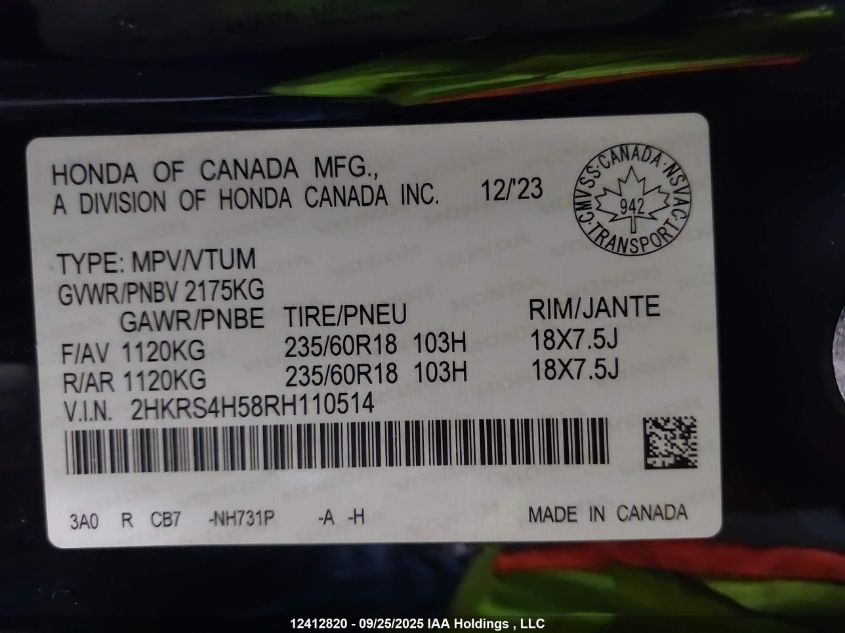 HONDA OF CANADA MFG.,
A DIVISION OF HONDA CANADA INC. 12/'23
CMVSS·CANADA·NSVAC·TRANSPORT·
942
TYPE: MPV/VTUM
GVWR/PNBV 2175KG
GAWR/PNBE TIRE/PNEU RIM/JANTE
F/AV 1120KG 235/60R18 103H 18X7.5J
R/AR 1120KG 235/60R18 103H 18X7.5J
V.I.N. 2HKRS4H58RH110514
3A0 R CB7 -NH731P -A -H MADE IN CANADA
12412820 - 09/25/2025 IAA Holdings , LLC